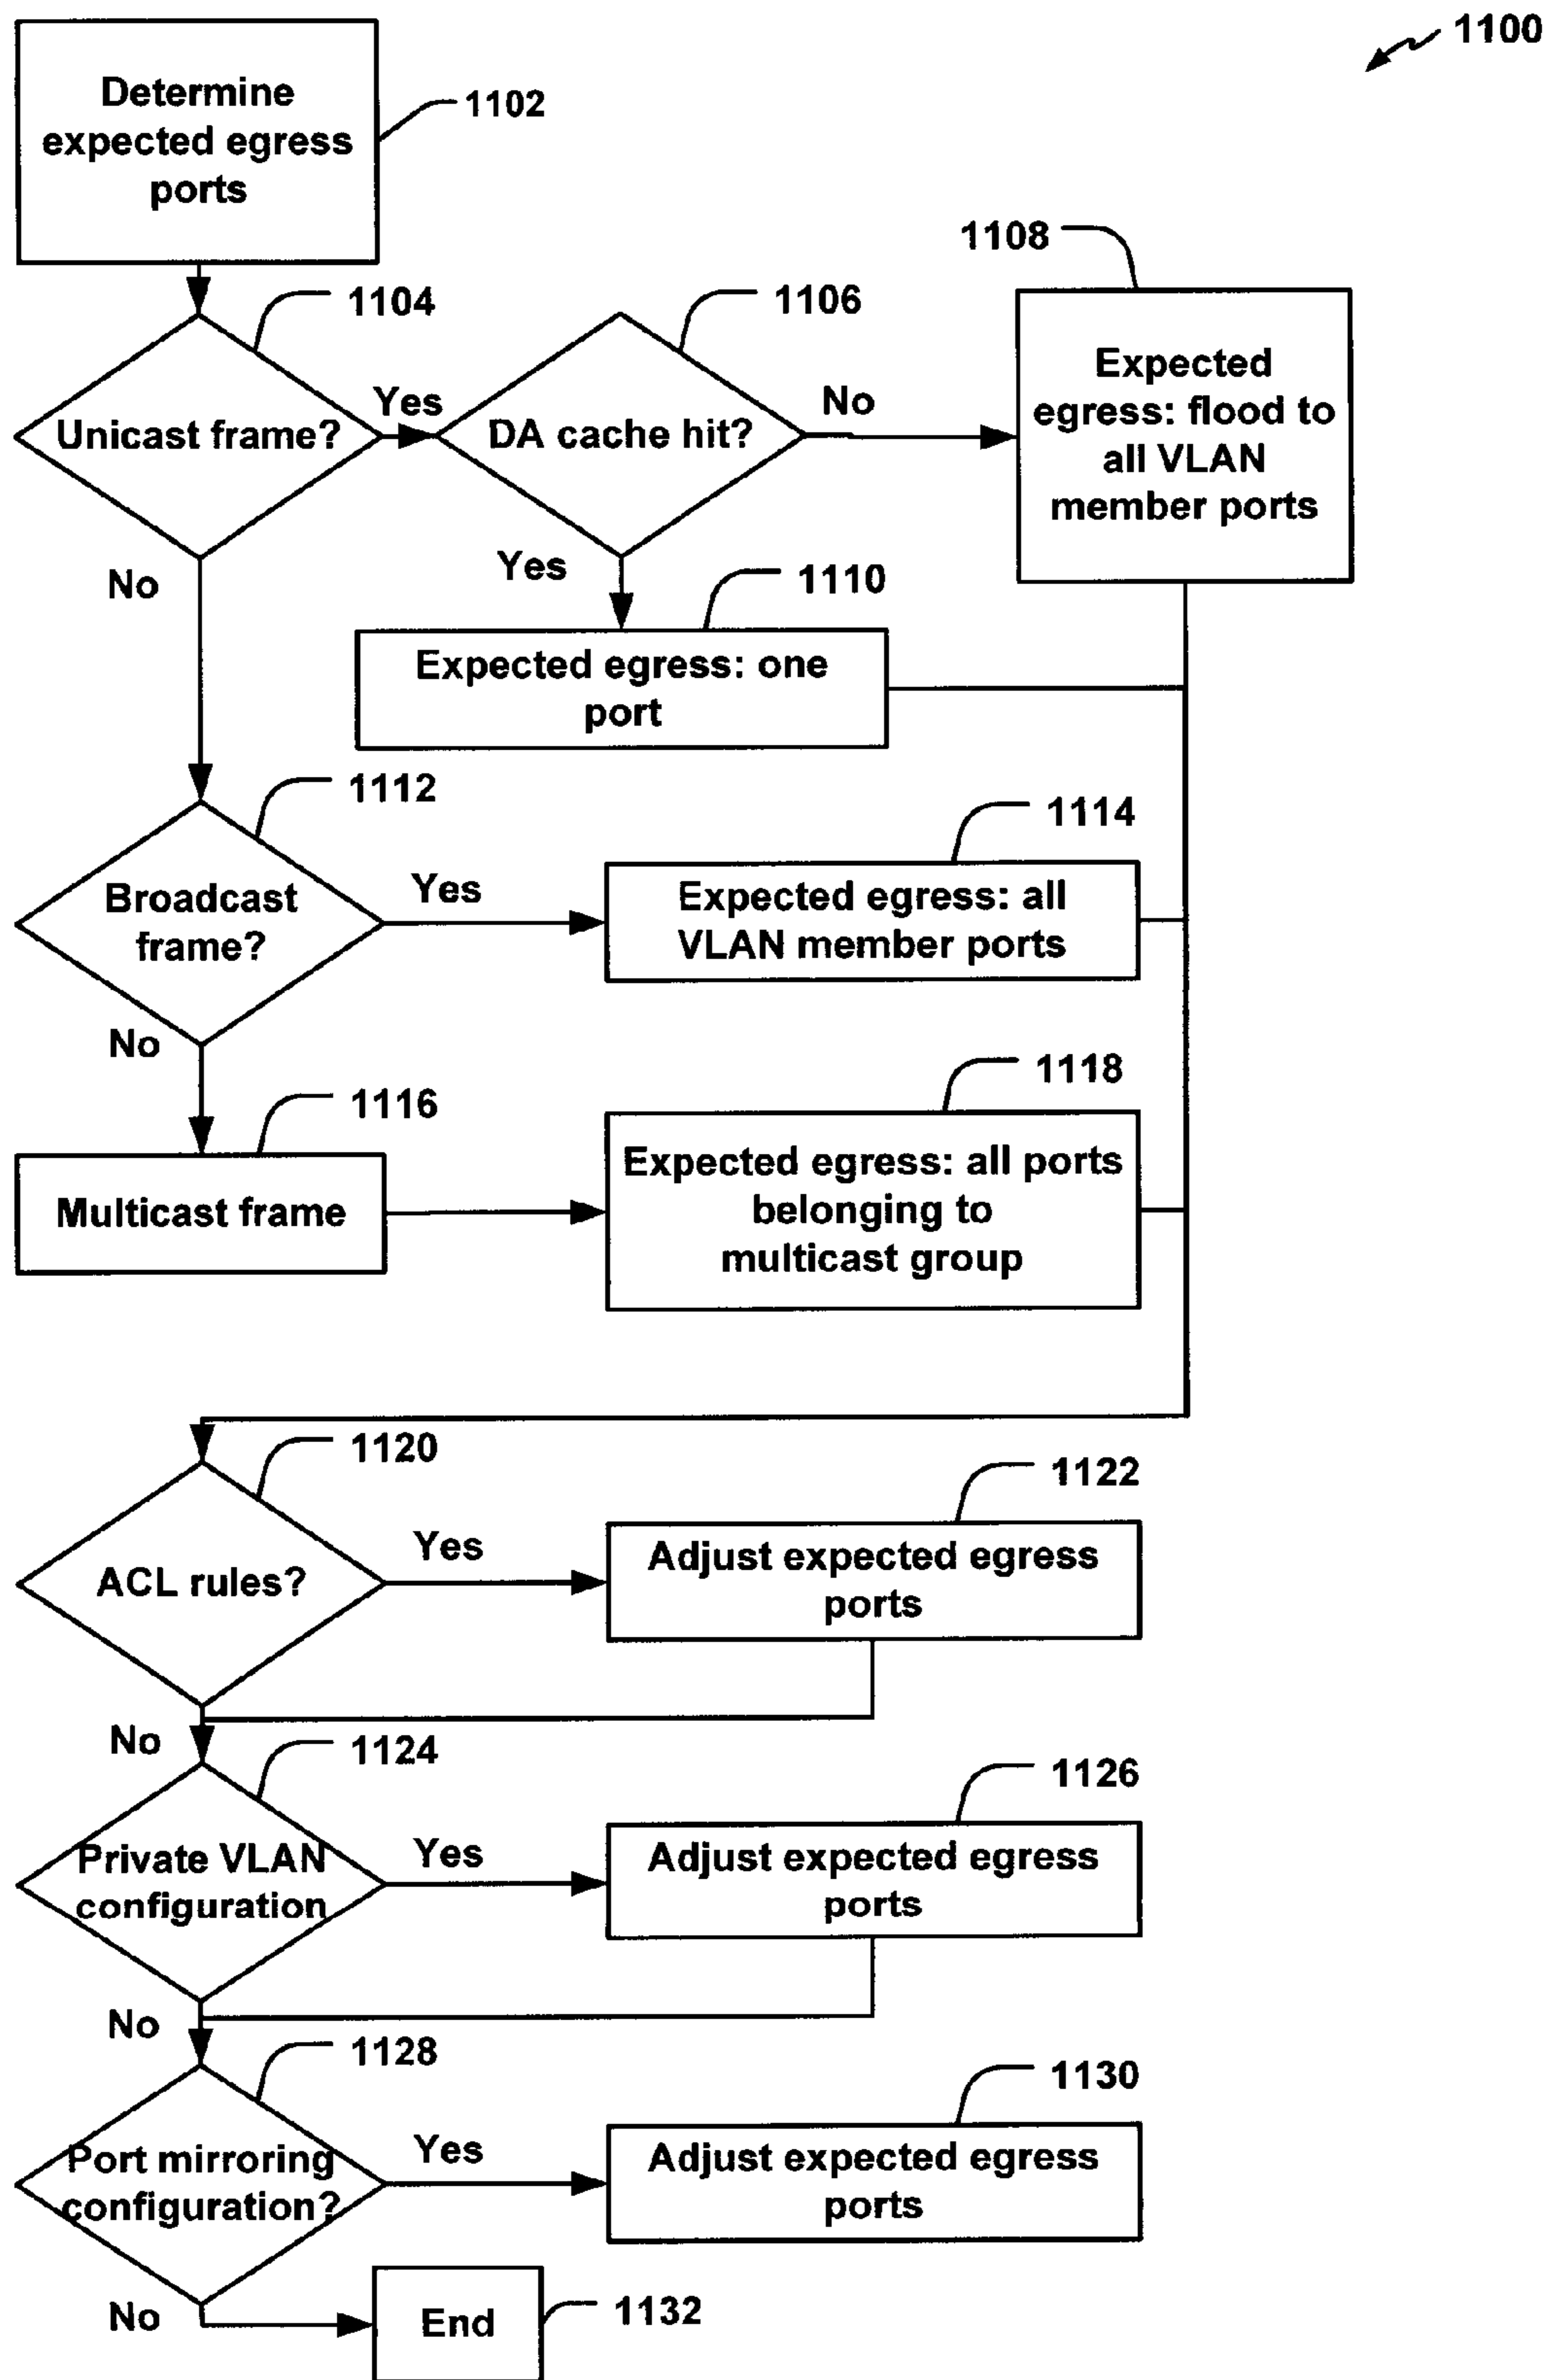 1100
Determine
expected egress
ports
1102
1104
Unicast frame?
Yes
No
1106
DA cache hit?
No
Yes
1108
Expected
egress: flood to
all VLAN
member ports
1110
Expected egress: one
port
1112
Broadcast
frame?
Yes
No
1114
Expected egress: all
VLAN member ports
1116
Multicast frame
1118
Expected egress: all ports
belonging to
multicast group
1120
ACL rules?
Yes
No
1122
Adjust expected egress
ports
1124
Private VLAN
configuration
Yes
No
1126
Adjust expected egress
ports
1128
Port mirroring
configuration?
Yes
No
1130
Adjust expected egress
ports
End
1132